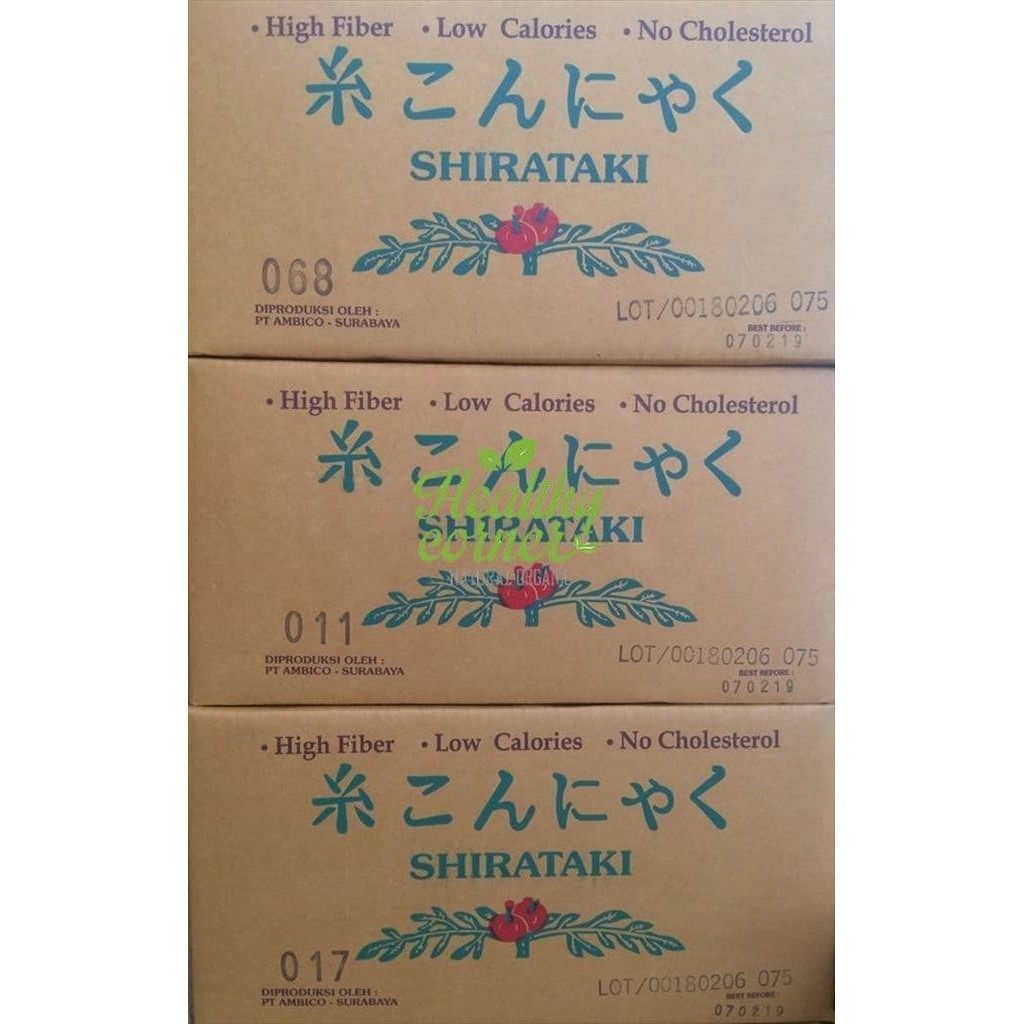 • High Fiber • Low Calories • No Cholesterol
糸こんにゃく
SHIRATAKI
068
DIPRODUKSI OLEH :
PT AMBICO - SURABAYA
LOT/00180206 075
BEST BEFORE :
070219
• High Fiber • Low Calories • No Cholesterol
糸こんにゃく
Healthy
SHIRATAKI
corner
NATURAL ORGANIC
011
DIPRODUKSI OLEH :
PT AMBICO - SURABAYA
LOT/00180206 075
BEST BEFORE :
070219
• High Fiber • Low Calories • No Cholesterol
糸こんにゃく
SHIRATAKI
017
DIPRODUKSI OLEH :
PT AMBICO - SURABAYA
LOT/00180206 075
BEST BEFORE :
070219